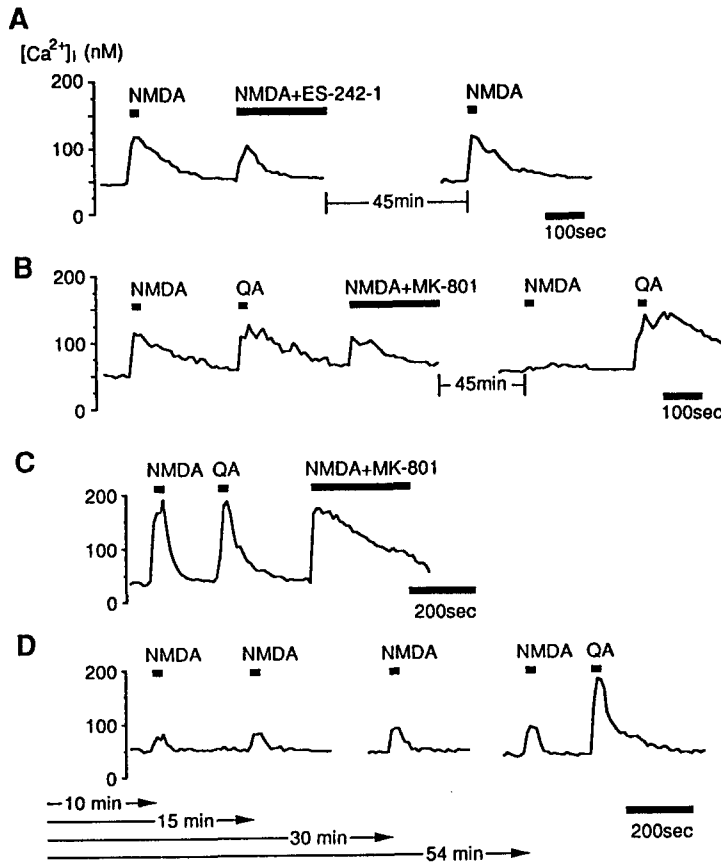 A
[Ca2+]i (nM)
200
100
0
NMDA
NMDA+ES-242-1
NMDA
45min
100sec
B
200
100
0
NMDA
QA
NMDA+MK-801
NMDA
QA
45min
100sec
C
200
100
0
NMDA
QA
NMDA+MK-801
200sec
D
200
100
0
NMDA
NMDA
NMDA
NMDA
QA
10 min
15 min
30 min
54 min
200sec